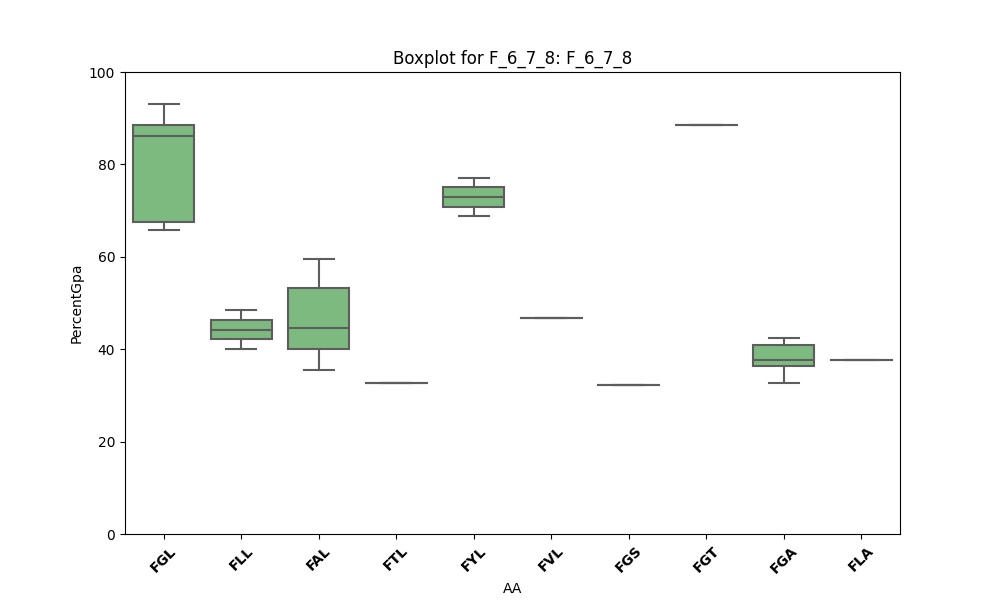 Boxplot for F_6_7_8: F_6_7_8
100
80
60
40
20
0
PercentGpa
FGL
FLL
FAL
FTL
FYL
FVL
FGS
FGT
FGA
FLA
AA